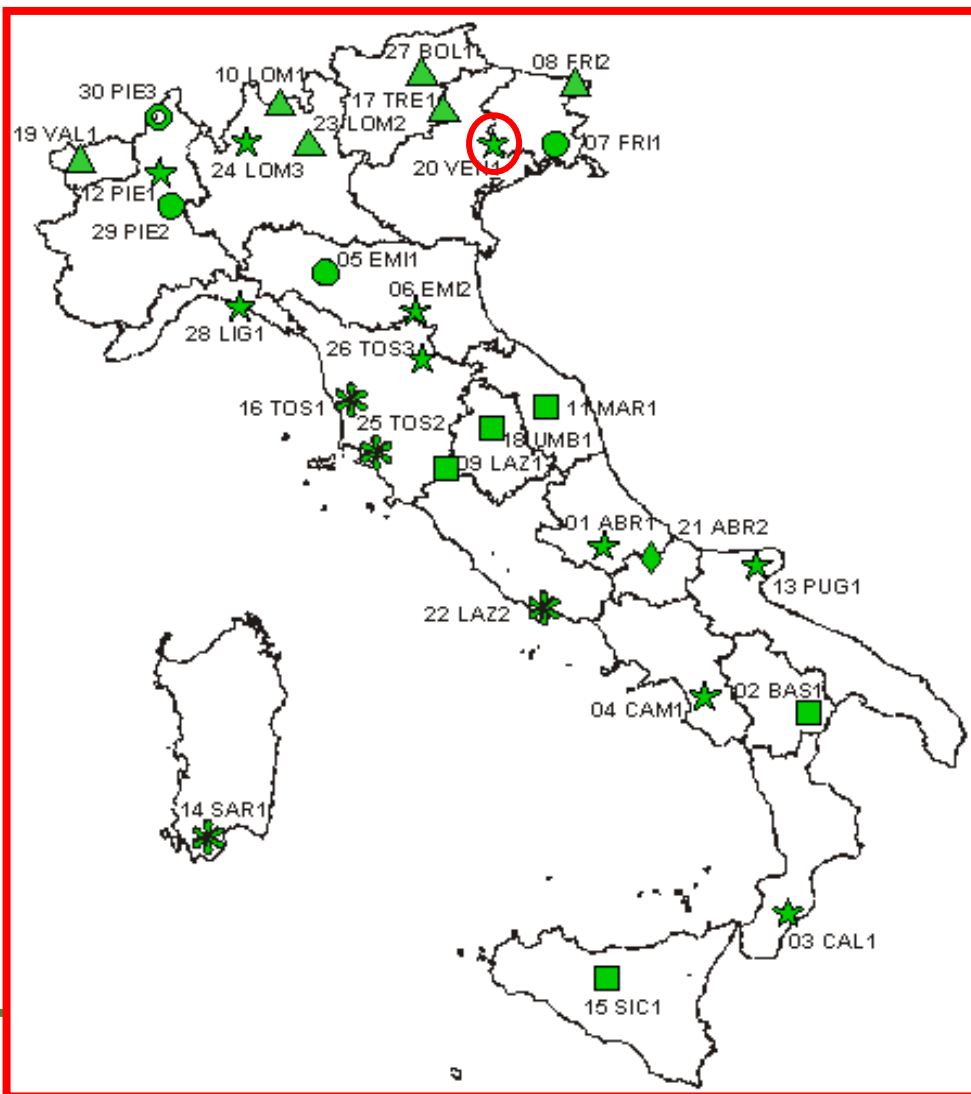 27 BOL1
08 FRI2
10 LOM1
30 PIE3
17 TRE1
23 LOM2
19 VAL1
07 FRI1
12 PIE1
24 LOM3
20 VEN1
29 PIE2
05 EMI1
06 EMI2
28 LIG1
26 TOS3
16 TOS1
25 TOS2
11 MAR1
18 UMB1
09 LAZ1
01 ABR1
21 ABR2
13 PUG1
22 LAZ2
04 CAM1
02 BAS1
14 SAR1
03 CAL1
15 SIC1